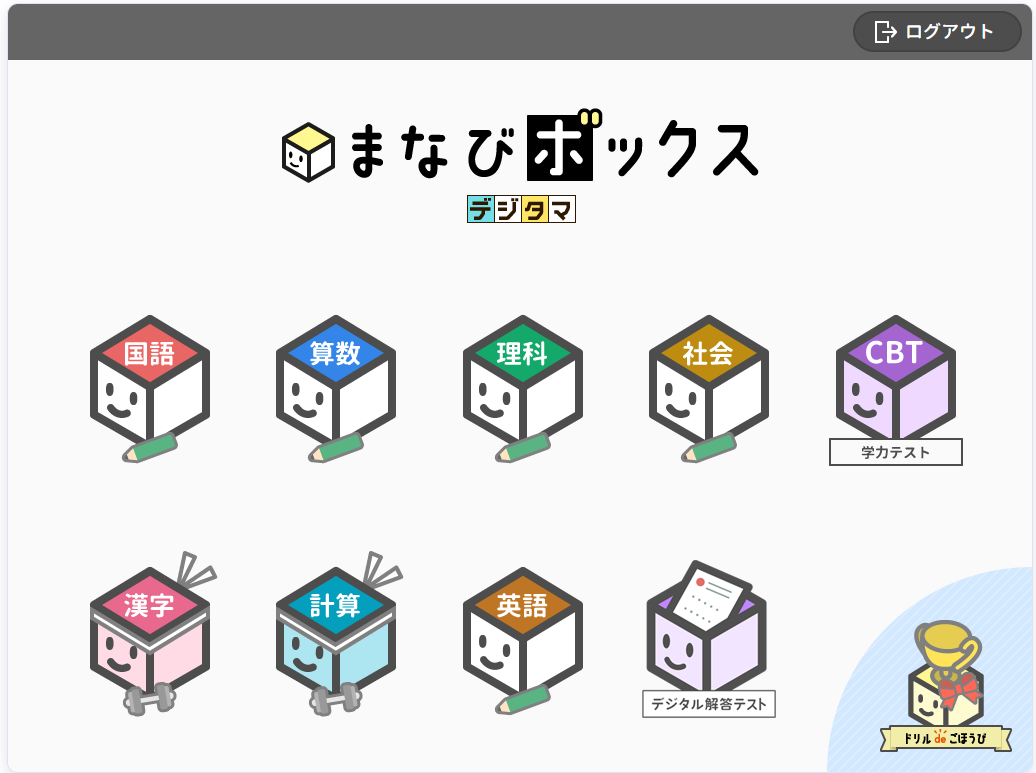 ログアウト
まなびボックス
デジタマ
国語
算数
理科
社会
CBT
学力テスト
漢字
計算
英語
デジタル解答テスト
ドリルdeごほうび